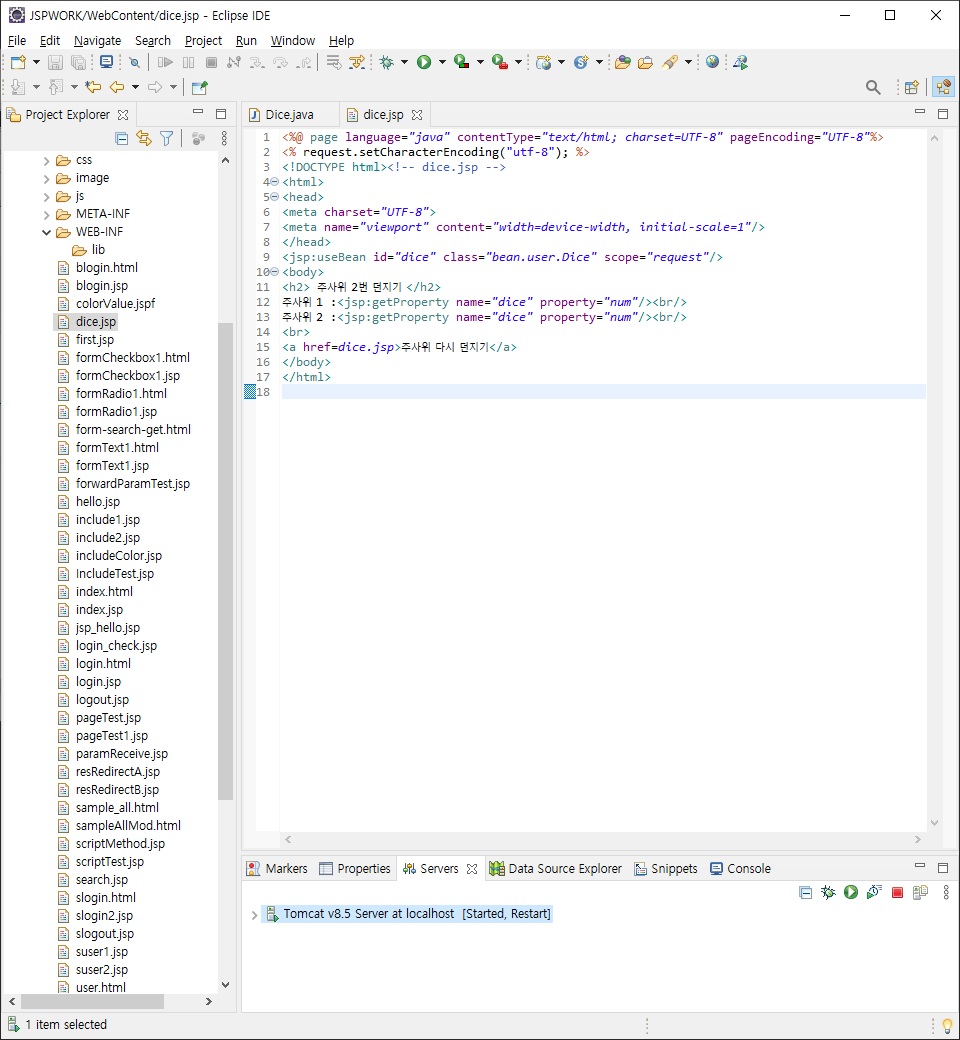 JSPWORK/WebContent/dice.jsp - Eclipse IDE
File Edit Navigate Search Project Run Window Help
Project Explorer
css
image
js
META-INF
WEB-INF
lib
blogin.html
blogin.jsp
colorValue.jspf
dice.jsp
first.jsp
formCheckbox1.html
formCheckbox1.jsp
formRadio1.html
formRadio1.jsp
form-search-get.html
formText1.html
formText1.jsp
forwardParamTest.jsp
hello.jsp
include1.jsp
include2.jsp
includeColor.jsp
IncludeTest.jsp
index.html
index.jsp
jsp_hello.jsp
login_check.jsp
login.html
login.jsp
logout.jsp
pageTest.jsp
pageTest1.jsp
paramReceive.jsp
resRedirectA.jsp
resRedirectB.jsp
sample_all.html
sampleAllMod.html
scriptMethod.jsp
scriptTest.jsp
search.jsp
slogin.html
slogin2.jsp
slogout.jsp
suser1.jsp
suser2.jsp
user.html
Dice.java dice.jsp
1 <%@ page language="java" contentType="text/html; charset=UTF-8" pageEncoding="UTF-8"%>
2 <% request.setCharacterEncoding("utf-8"); %>
3 <!DOCTYPE html><!-- dice.jsp -->
4 <html>
5 <head>
6 <meta charset="UTF-8">
7 <meta name="viewport" content="width=device-width, initial-scale=1"/>
8 </head>
9 <jsp:useBean id="dice" class="bean.user.Dice" scope="request"/>
10 <body>
11 <h2> 주사위 2번 던지기 </h2>
12 주사위 1 :<jsp:getProperty name="dice" property="num"/><br/>
13 주사위 2 :<jsp:getProperty name="dice" property="num"/><br/>
14 <br>
15 <a href=dice.jsp>주사위 다시 던지기</a>
16 </body>
17 </html>
18
Markers Properties Servers Data Source Explorer Snippets Console
Tomcat v8.5 Server at localhost [Started, Restart]
1 item selected